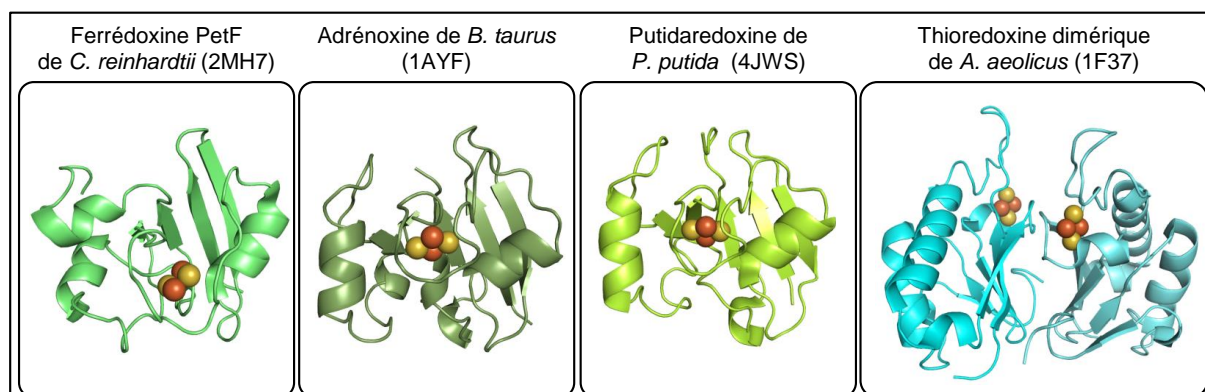 Ferrédoxine PetF
de C. reinhardtii (2MH7)
Adrénoxine de B. taurus
(1AYF)
Putidaredoxine de
P. putida (4JWS)
Thioredoxine dimérique
de A. aeolicus (1F37)